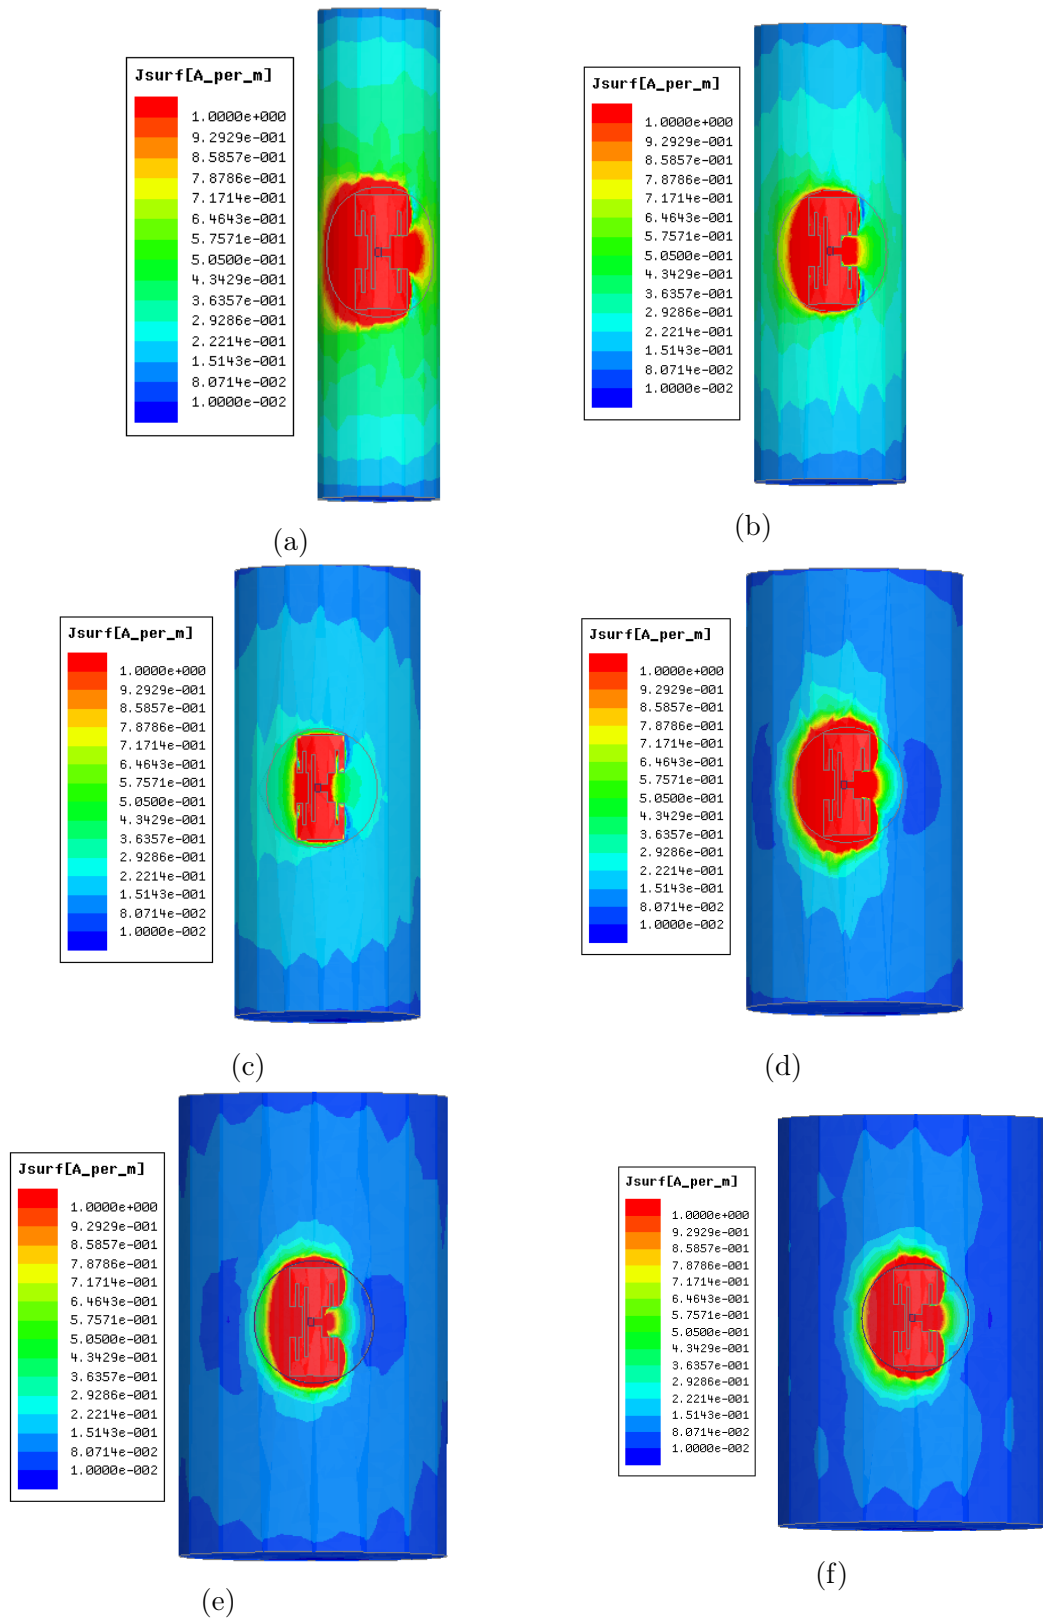 Jsurf[A_per_m]
1.0000e+000
9.2929e-001
8.5857e-001
7.8786e-001
7.1714e-001
6.4643e-001
5.7571e-001
5.0500e-001
4.3429e-001
3.6357e-001
2.9286e-001
2.2214e-001
1.5143e-001
8.0714e-002
1.0000e-002
(a)
Jsurf[A_per_m]
1.0000e+000
9.2929e-001
8.5857e-001
7.8786e-001
7.1714e-001
6.4643e-001
5.7571e-001
5.0500e-001
4.3429e-001
3.6357e-001
2.9286e-001
2.2214e-001
1.5143e-001
8.0714e-002
1.0000e-002
(b)
Jsurf[A_per_m]
1.0000e+000
9.2929e-001
8.5857e-001
7.8786e-001
7.1714e-001
6.4643e-001
5.7571e-001
5.0500e-001
4.3429e-001
3.6357e-001
2.9286e-001
2.2214e-001
1.5143e-001
8.0714e-002
1.0000e-002
(c)
Jsurf[A_per_m]
1.0000e+000
9.2929e-001
8.5857e-001
7.8786e-001
7.1714e-001
6.4643e-001
5.7571e-001
5.0500e-001
4.3429e-001
3.6357e-001
2.9286e-001
2.2214e-001
1.5143e-001
8.0714e-002
1.0000e-002
(d)
Jsurf[A_per_m]
1.0000e+000
9.2929e-001
8.5857e-001
7.8786e-001
7.1714e-001
6.4643e-001
5.7571e-001
5.0500e-001
4.3429e-001
3.6357e-001
2.9286e-001
2.2214e-001
1.5143e-001
8.0714e-002
1.0000e-002
(e)
Jsurf[A_per_m]
1.0000e+000
9.2929e-001
8.5857e-001
7.8786e-001
7.1714e-001
6.4643e-001
5.7571e-001
5.0500e-001
4.3429e-001
3.6357e-001
2.9286e-001
2.2214e-001
1.5143e-001
8.0714e-002
1.0000e-002
(f)